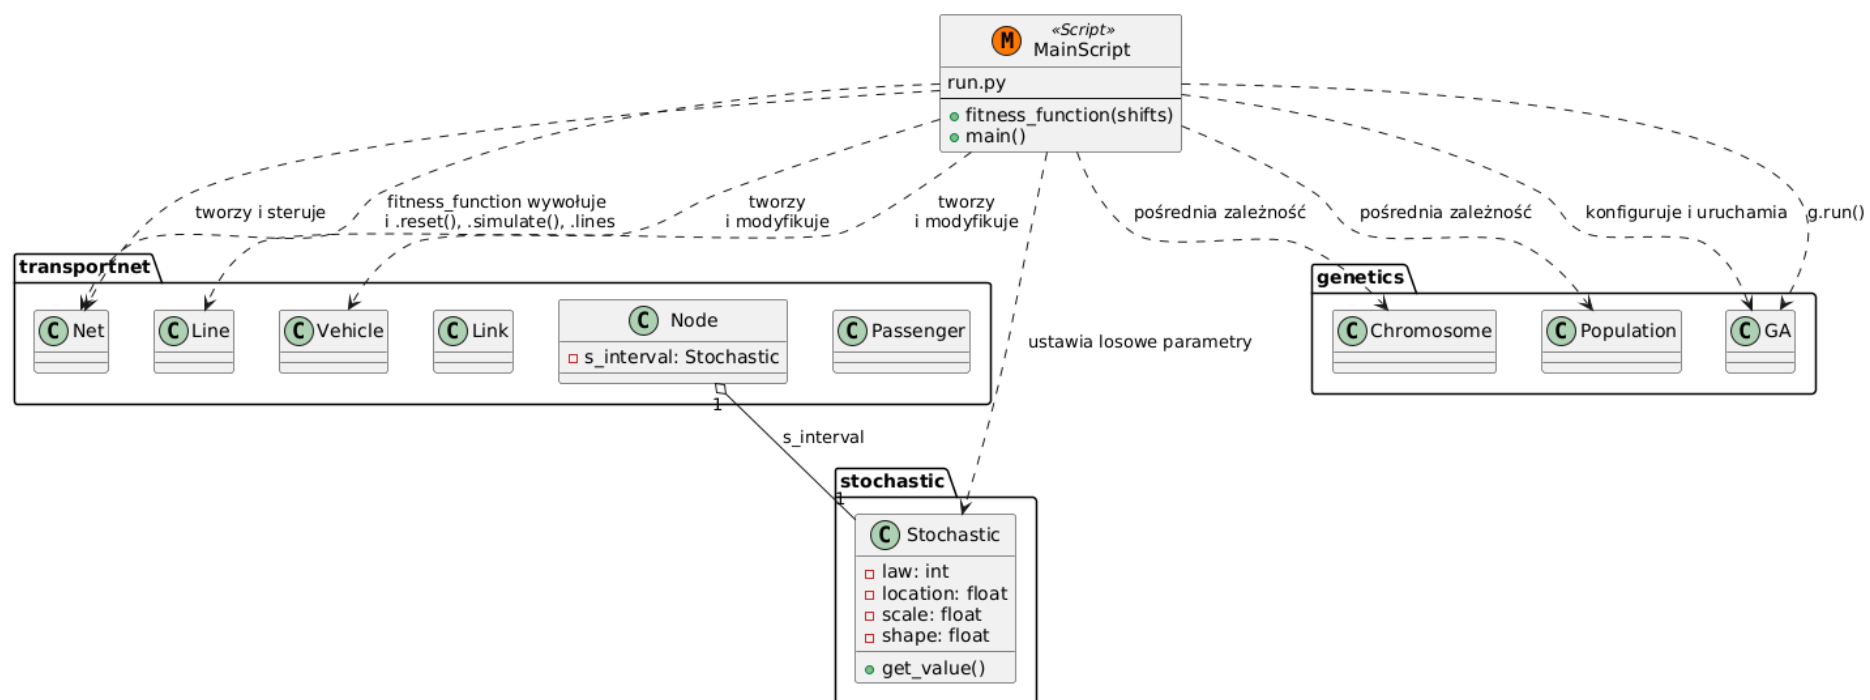 M
«Script»
MainScript
run.py
fitness_function(shifts)
main()
tworzy i steruje
fitness_function wywołuje
i .reset(), .simulate(), .lines
tworzy
i modyfikuje
tworzy
i modyfikuje
pośrednia zależność
pośrednia zależność
konfiguruje i uruchamia
g.run()
transportnet
C Net
C Line
C Vehicle
C Link
C Node
s_interval: Stochastic
C Passenger
genetics
C Chromosome
C Population
C GA
ustawia losowe parametry
1
s_interval
1
stochastic
C Stochastic
law: int
location: float
scale: float
shape: float
get_value()